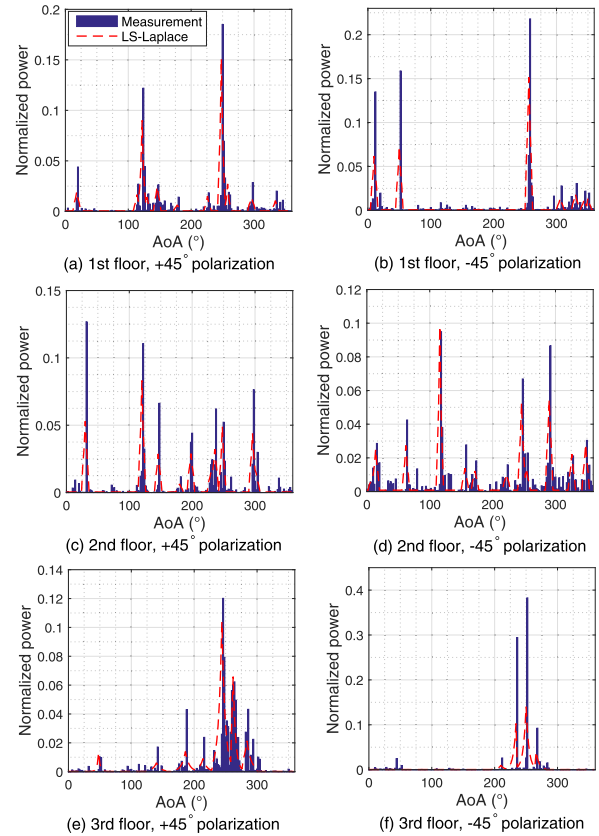 Measurement
LS-Laplace
Normalized power
0.2
0.15
0.1
0.05
0
0 100 200 300
AoA (°)
(a) 1st floor, +45° polarization
Normalized power
0.2
0.15
0.1
0.05
0
0 100 200 300
AoA (°)
(b) 1st floor, -45° polarization
Normalized power
0.15
0.1
0.05
0
0 100 200 300
AoA (°)
(c) 2nd floor, +45° polarization
Normalized power
0.12
0.1
0.08
0.06
0.04
0.02
0
0 100 200 300
AoA (°)
(d) 2nd floor, -45° polarization
Normalized power
0.14
0.12
0.1
0.08
0.06
0.04
0.02
0
0 100 200 300
AoA (°)
(e) 3rd floor, +45° polarization
Normalized power
0.4
0.3
0.2
0.1
0
0 100 200 300
AoA (°)
(f) 3rd floor, -45° polarization